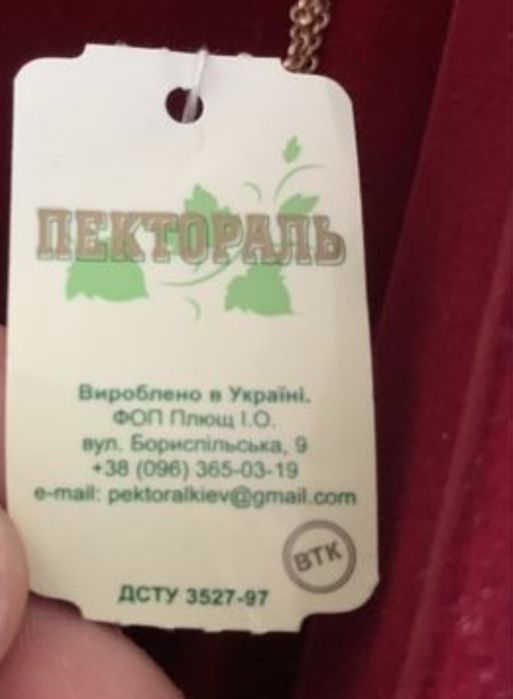 ПЕКТОРАЛЬ
Вироблено в Україні.
ФОП Плющ І.О.
вул. Бориспільська, 9
+38 (096) 365-03-19
e-mail: pektoralkiev@gmail.com
ВТК
ДСТУ 3527-97